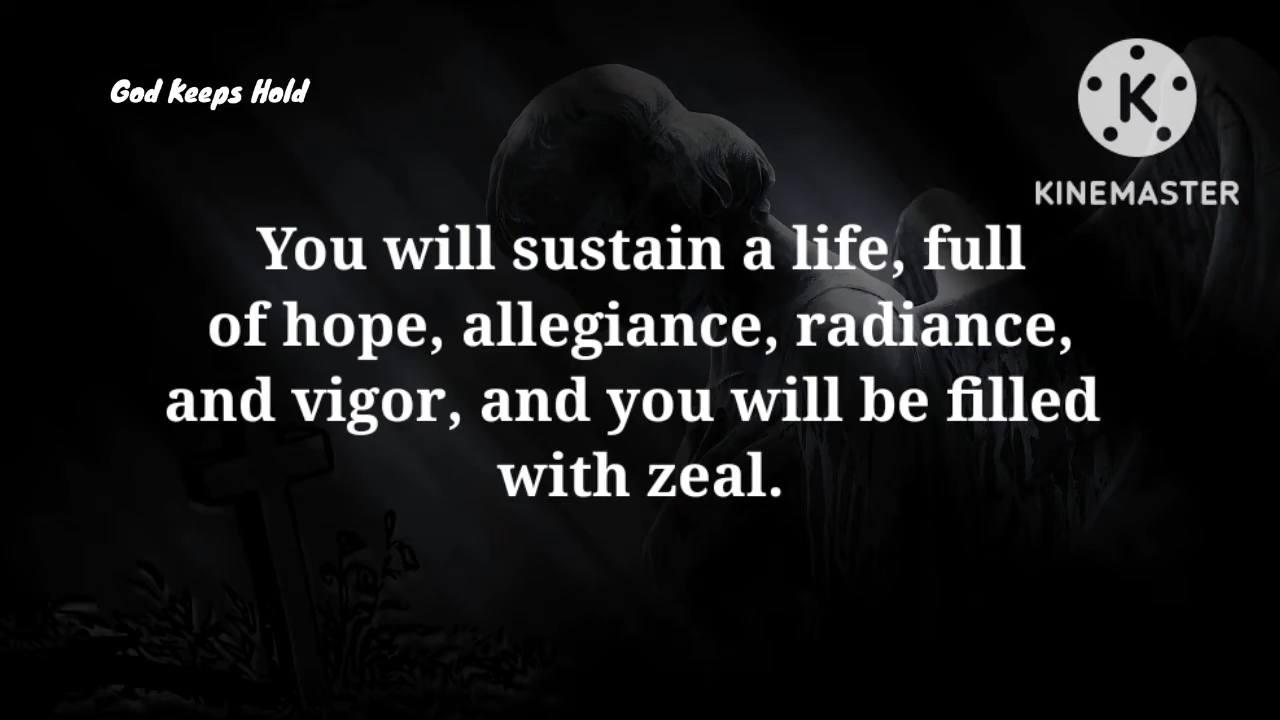 God Keeps Hold
K
KINEMASTER
You will sustain a life, full
of hope, allegiance, radiance,
and vigor, and you will be filled
with zeal.